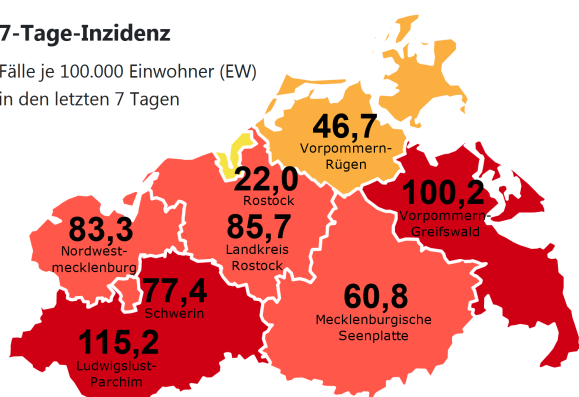 7-Tage-Inzidenz
Fälle je 100.000 Einwohner (EW)
in den letzten 7 Tagen
46,7
Vorpommern-
Rügen
22,0
Rostock
100,2
Vorpommern-
Greifswald
83,3
Nordwest-
mecklenburg
85,7
Landkreis
Rostock
77,4
Schwerin
60,8
Mecklenburgische
Seenplatte
115,2
Ludwigslust-
Parchim